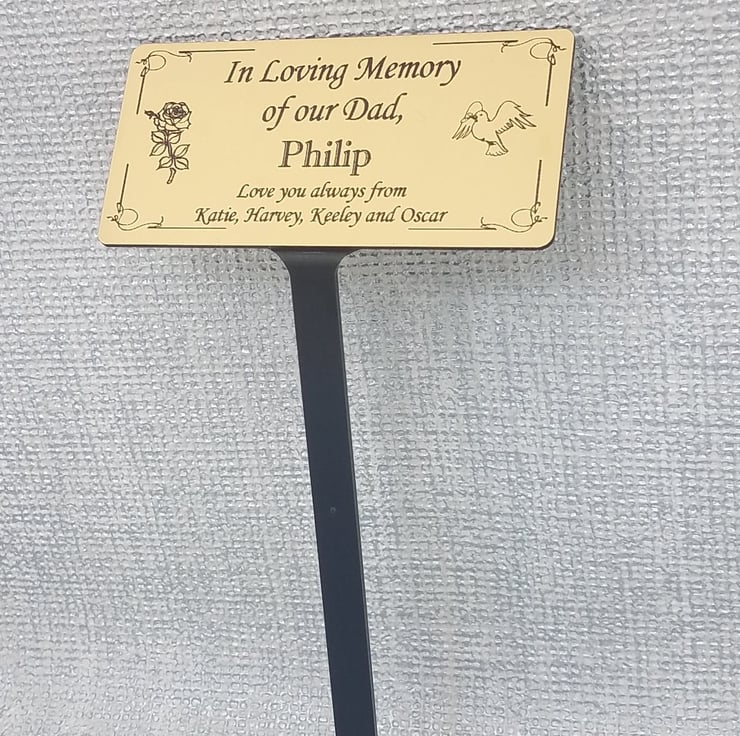 In Loving Memory
of our Dad,
Philip
Love you always from
Katie, Harvey, Keeley and Oscar